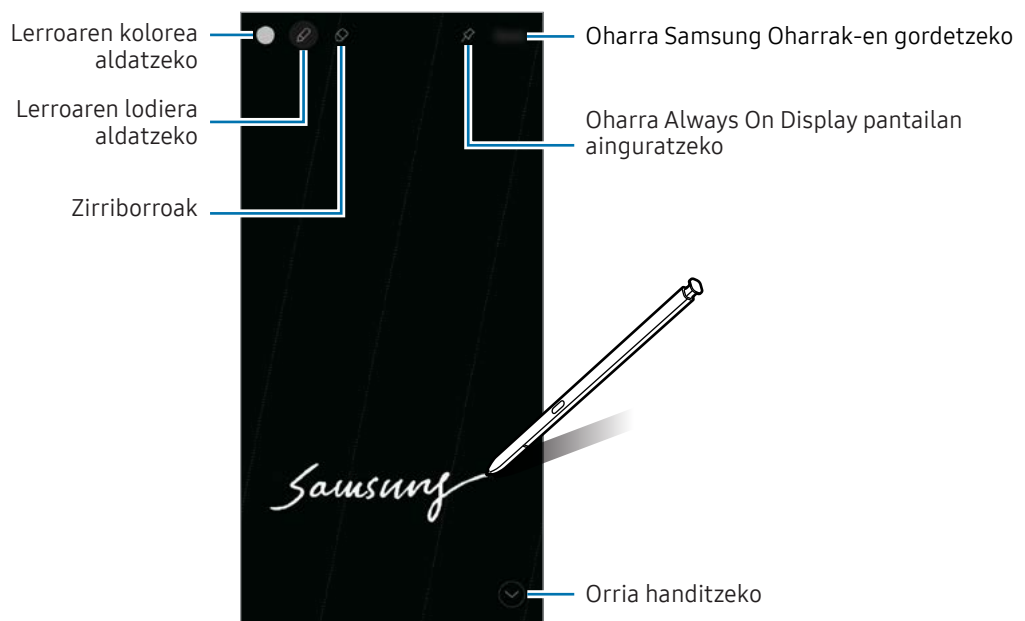 Lerroaren kolorea
aldatzeko
Lerroaren lodiera
aldatzeko
Zirriborroak
Oharra Samsung Oharrak-en gordetzeko
Oharra Always On Display pantailan
ainguratzeko
Samsung
Orria handitzeko